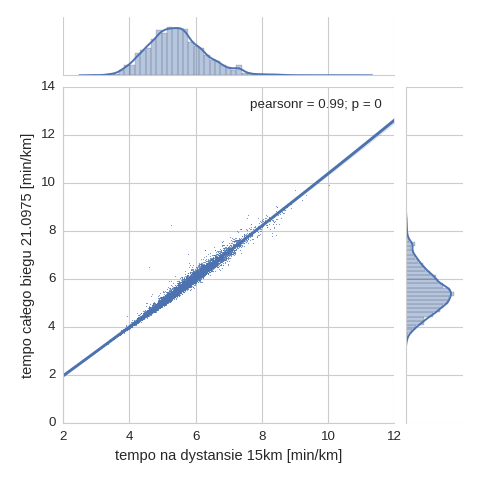 pearsonr = 0.99; p = 0
14
12
10
8
6
4
2
0
tempo całego biegu 21.0975 [min/km]
2 4 6 8 10 12
tempo na dystansie 15km [min/km]